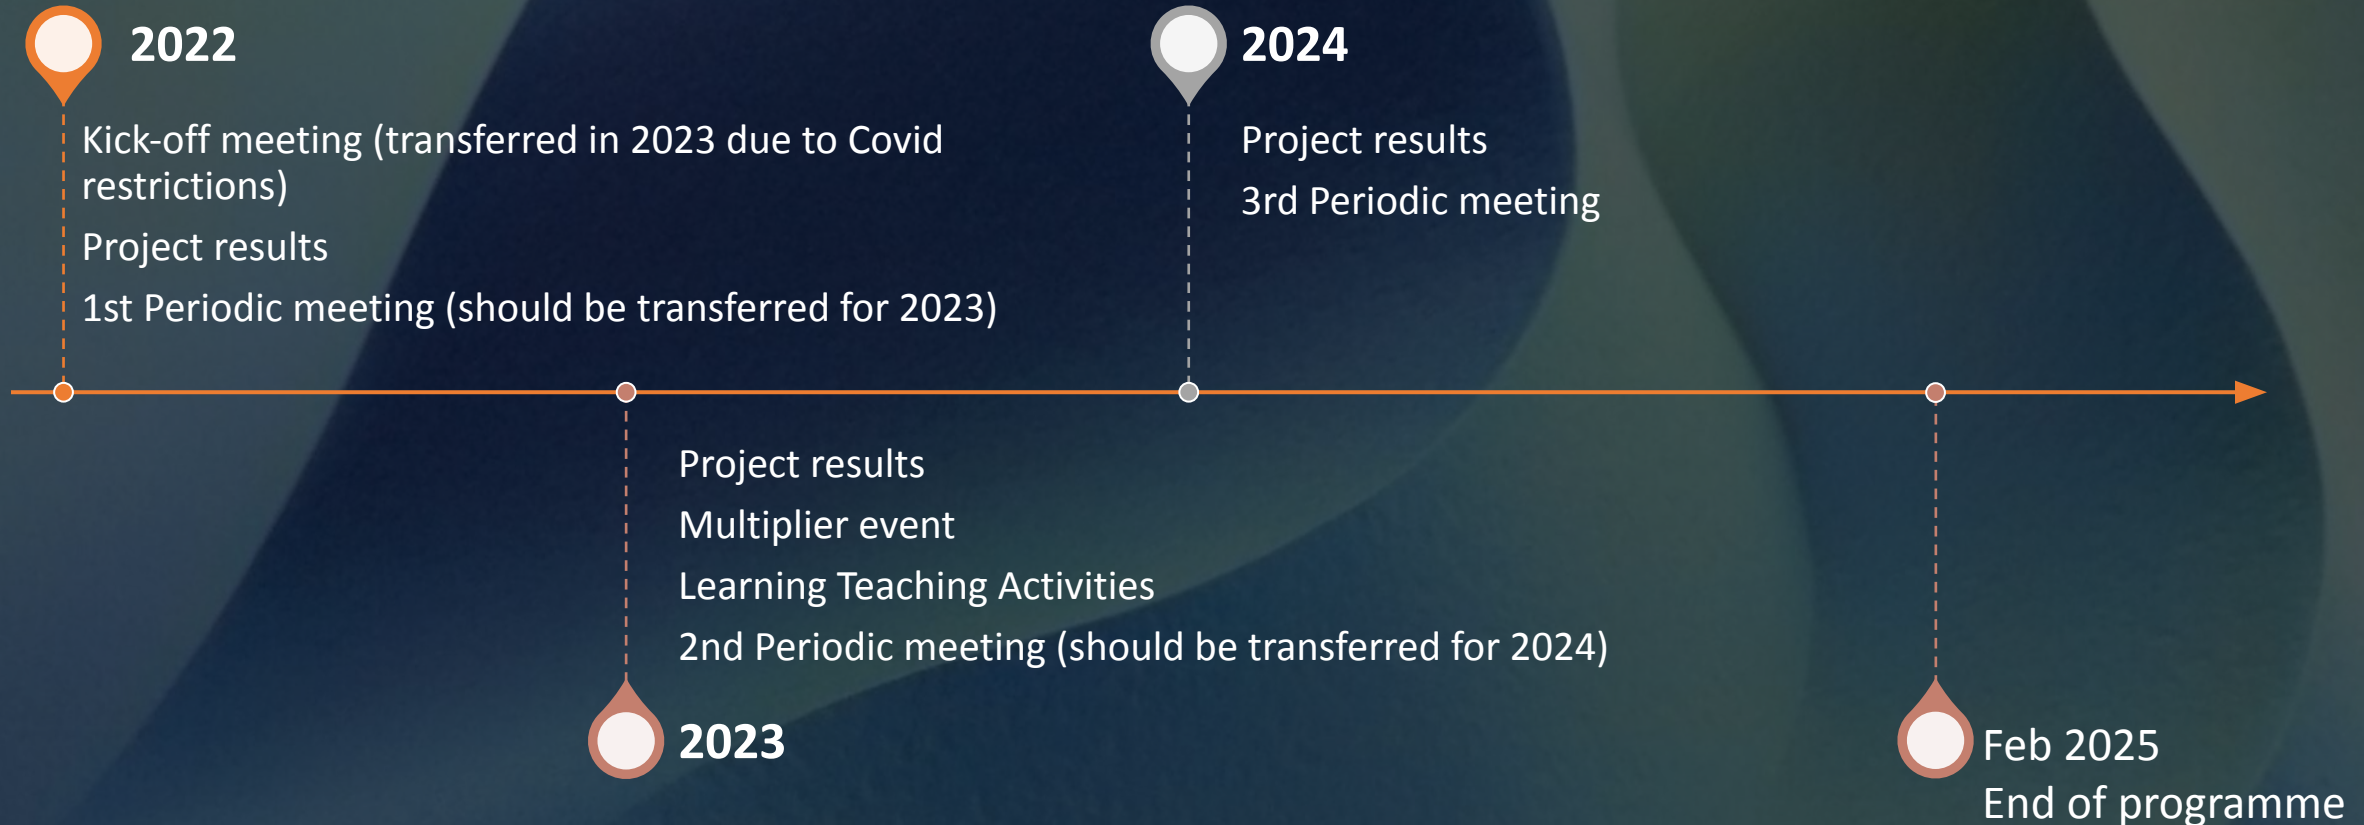 2022
Kick-off meeting (transferred in 2023 due to Covid
restrictions)
Project results
1st Periodic meeting (should be transferred for 2023)
2024
Project results
3rd Periodic meeting
Project results
Multiplier event
Learning Teaching Activities
2nd Periodic meeting (should be transferred for 2024)
2023
Feb 2025
End of programme